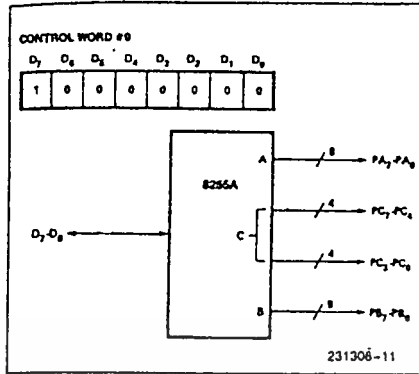 CONTROL WORD #0
D7 D6 D5 D4 D3 D2 D1 D0
1 0 0 0 0 0 0 0
A
8
PA7-PA0
8255A
4
PC7-PC4
D7-D0
C
4
PC3-PC0
B
8
PB7-PB0
231306-11